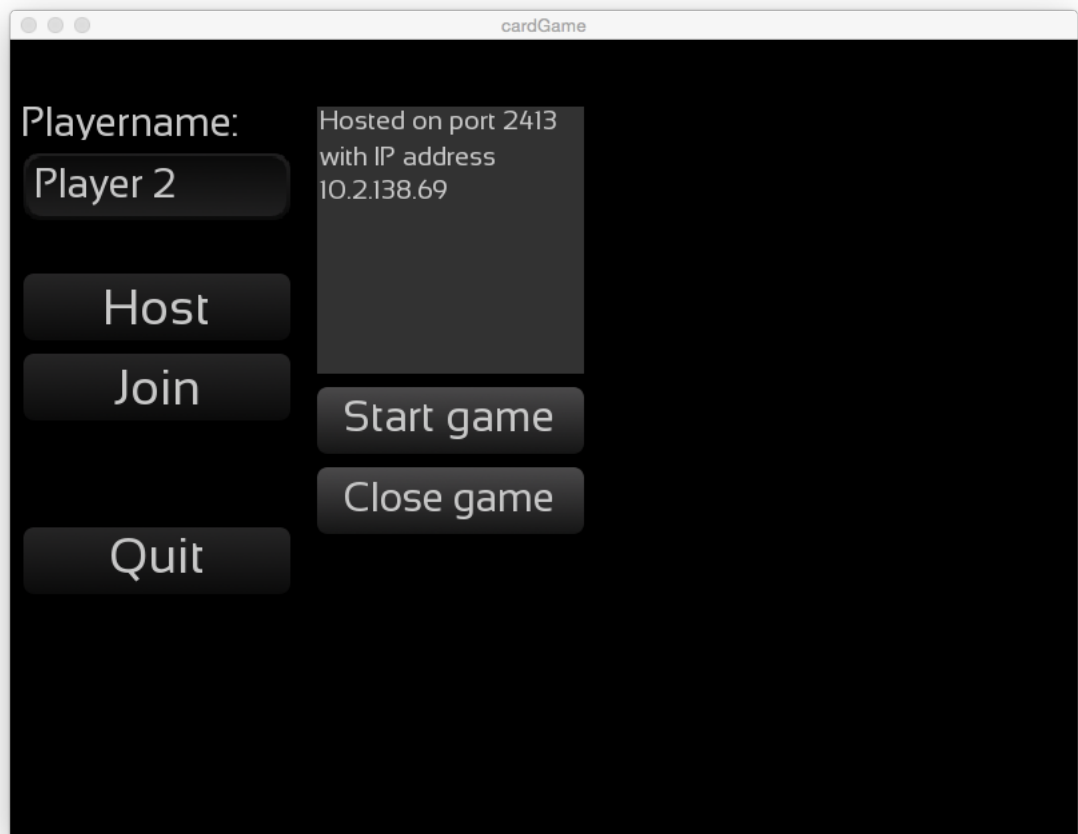 cardGame
Playername:
Player 2
Host
Join
Quit
Hosted on port 2413
with IP address
10.2.138.69
Start game
Close game